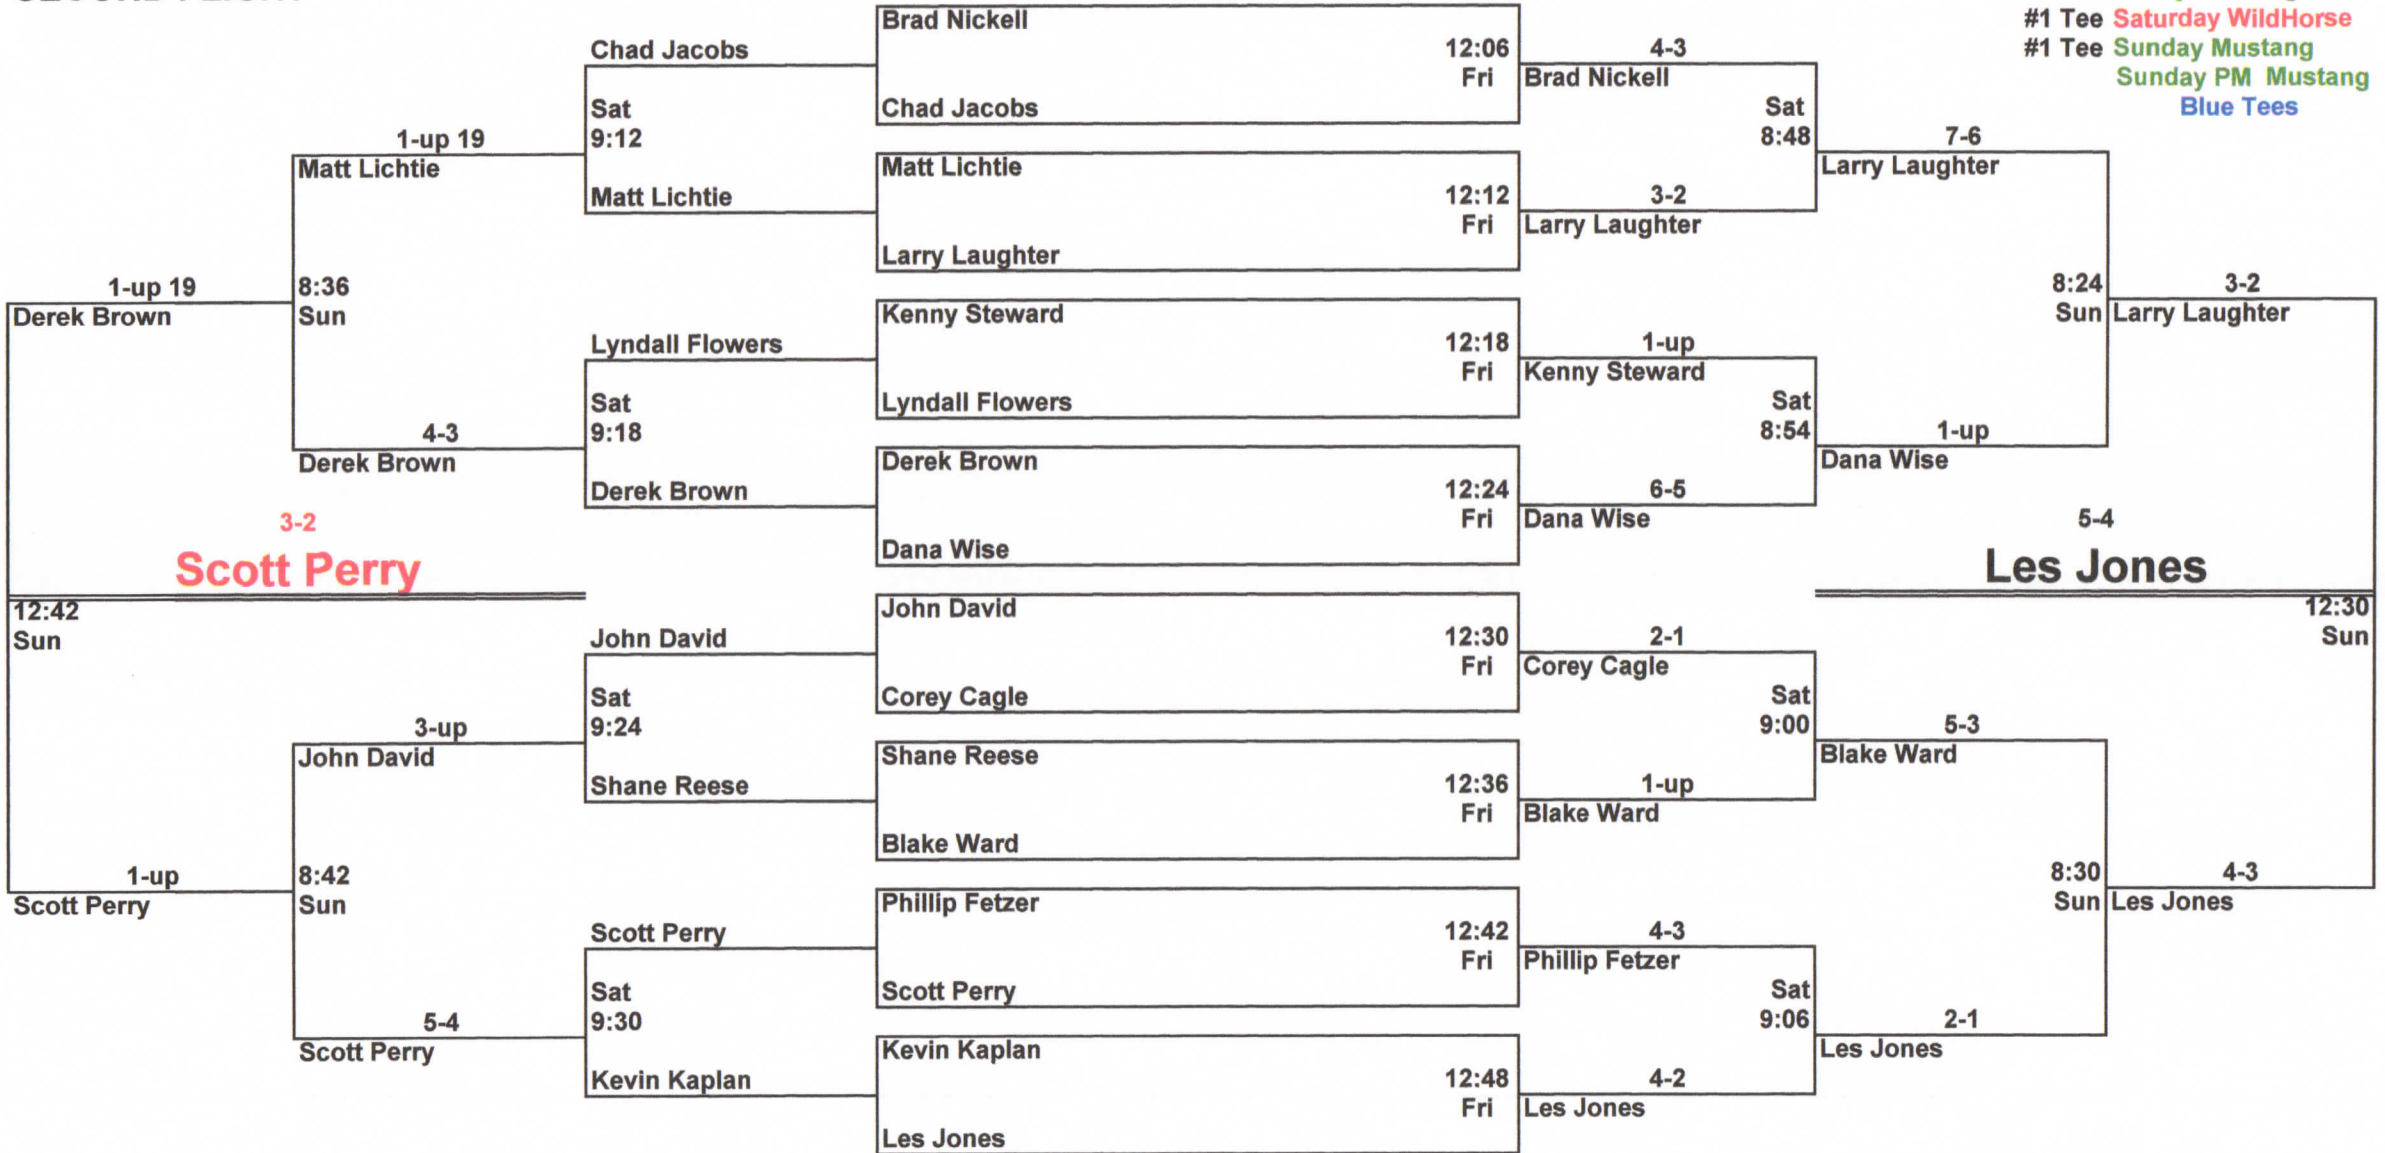 Brad Nickell
#1 Tee Saturday WildHorse
Chad Jacobs
12:06
4-3
#1 Tee Sunday Mustang
Fri
Brad Nickell
Sunday PM Mustang
Sat
Chad Jacobs
Sat
Blue Tees
1-up 19
9:12
8:48
7-6
Matt Lichtie
Matt Lichtie
Larry Laughter
Matt Lichtie
12:12
3-2
Fri
Larry Laughter
Larry Laughter
1-up 19
8:36
8:24
3-2
Derek Brown
Sun
Kenny Steward
Sun
Larry Laughter
Lyndall Flowers
12:18
1-up
Fri
Kenny Steward
Sat
Lyndall Flowers
Sat
4-3
9:18
8:54
1-up
Derek Brown
Derek Brown
Dana Wise
Derek Brown
12:24
6-5
3-2
Fri
Dana Wise
5-4
Scott Perry
Dana Wise
Les Jones
12:42
John David
12:30
Sun
John David
12:30
2-1
Sun
Fri
Corey Cagle
Sat
Corey Cagle
Sat
3-up
9:24
9:00
5-3
John David
Shane Reese
Blake Ward
Shane Reese
12:36
1-up
Fri
Blake Ward
Blake Ward
1-up
8:42
8:30
4-3
Scott Perry
Sun
Phillip Fetzer
Sun
Les Jones
Scott Perry
12:42
4-3
Fri
Phillip Fetzer
Sat
Scott Perry
Sat
5-4
9:30
9:06
2-1
Scott Perry
Kevin Kaplan
Les Jones
Kevin Kaplan
12:48
4-2
Fri
Les Jones
Les Jones